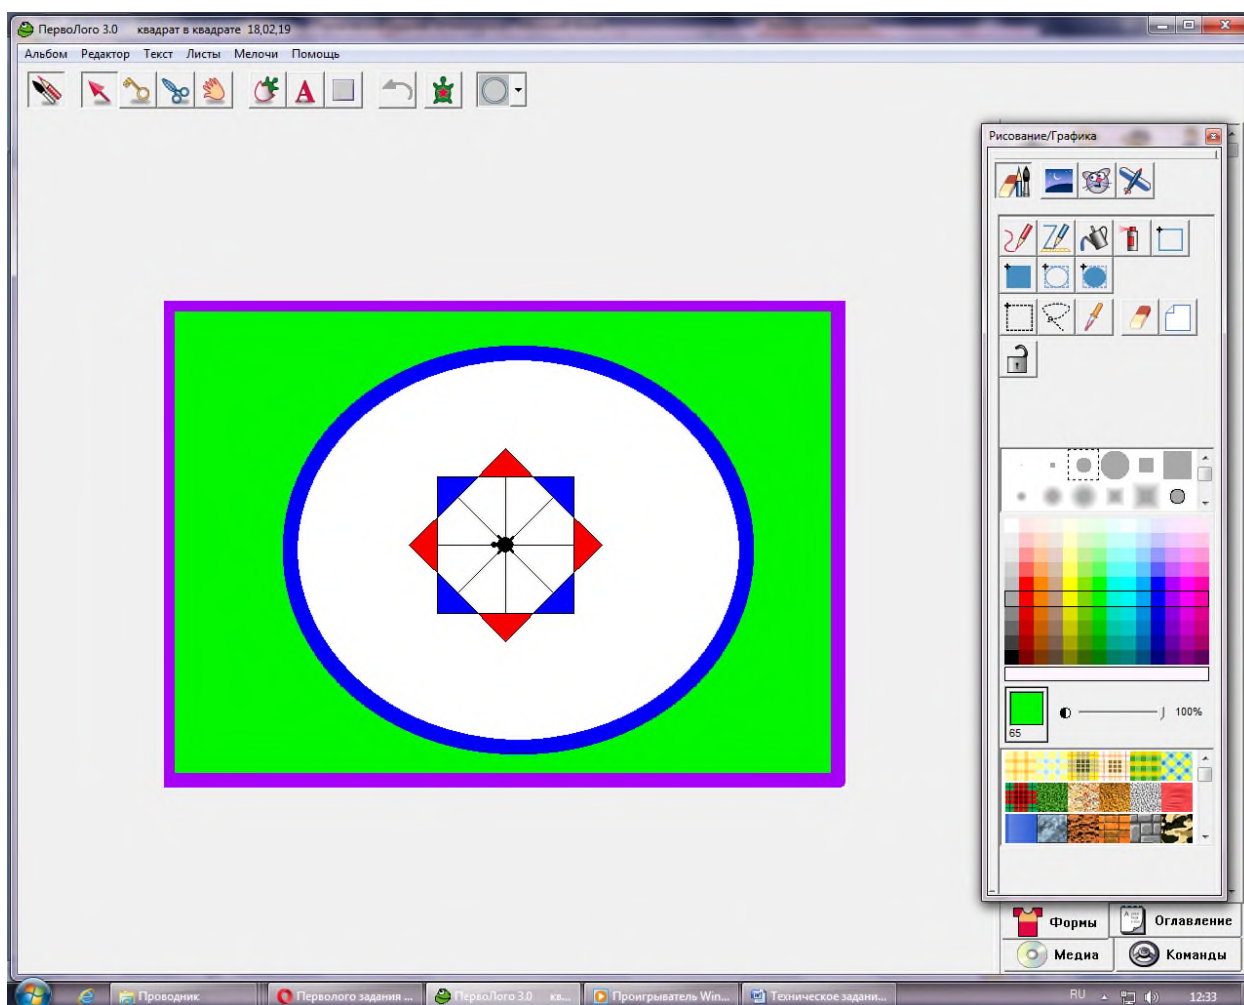 ПервоЛого 3.0 квадрат в квадрате 18,02,19
Альбом Редактор Текст Листы Мелочи Помощь
Рисование/Графика
100%
65
Формы
Оглавление
Медиа
Команды
Проводник
Перволого задания ...
ПервоЛого 3.0 кв...
Проигрыватель Win...
Техническое задани...
RU
12:33